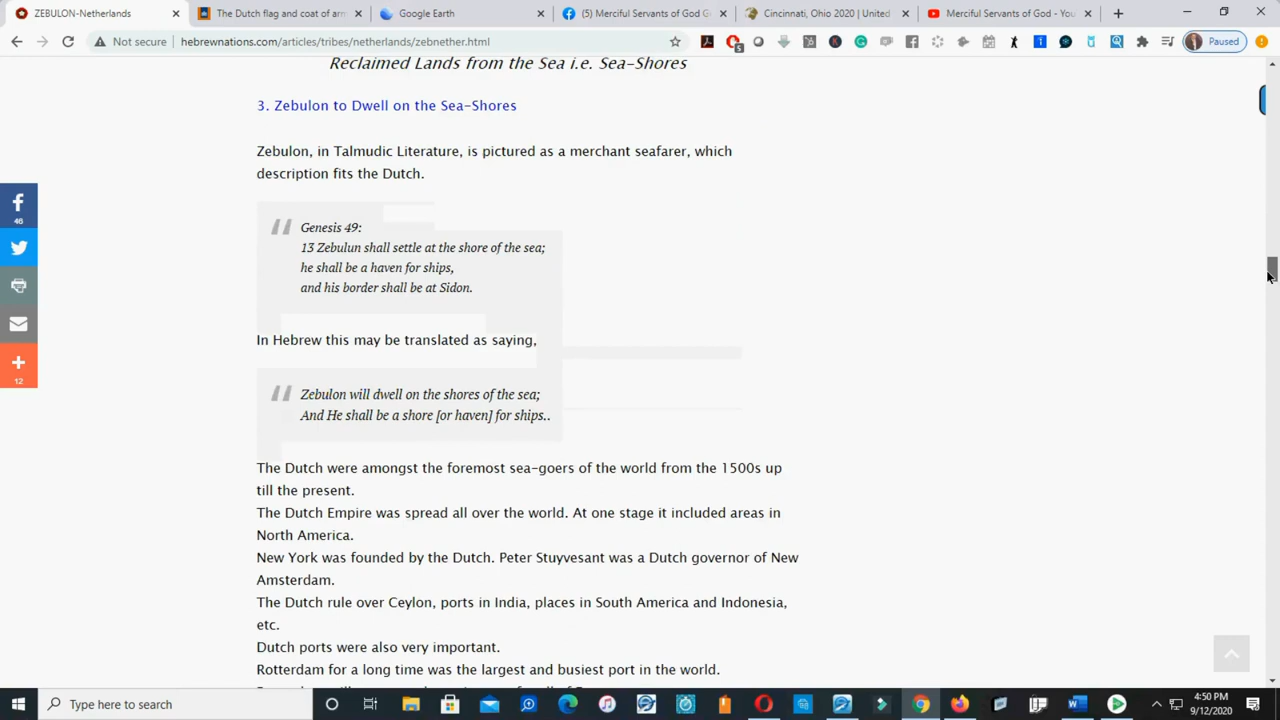 ZEBULON-Netherlands
The Dutch flag and coat of arm
Google Earth
(5) Merciful Servants of God G
Cincinnati, Ohio 2020 | United
Merciful Servants of God - You
Not secure
hebrewnations.com/articles/tribes/netherlands/zebnether.html
5
Paused
Reclaimed Lands from the Sea i.e. Sea-Shores
3. Zebulon to Dwell on the Sea-Shores
Zebulon, in Talmudic Literature, is pictured as a merchant seafarer, which
description fits the Dutch.
Genesis 49:
13 Zebulun shall settle at the shore of the sea;
he shall be a haven for ships,
and his border shall be at Sidon.
In Hebrew this may be translated as saying,
Zebulon will dwell on the shores of the sea;
And He shall be a shore [or haven] for ships..
The Dutch were amongst the foremost sea-goers of the world from the 1500s up
till the present.
The Dutch Empire was spread all over the world. At one stage it included areas in
North America.
New York was founded by the Dutch. Peter Stuyvesant was a Dutch governor of New
Amsterdam.
The Dutch rule over Ceylon, ports in India, places in South America and Indonesia,
etc.
Dutch ports were also very important.
Rotterdam for a long time was the largest and busiest port in the world.
46
12
Type here to search
4:50 PM
9/12/2020